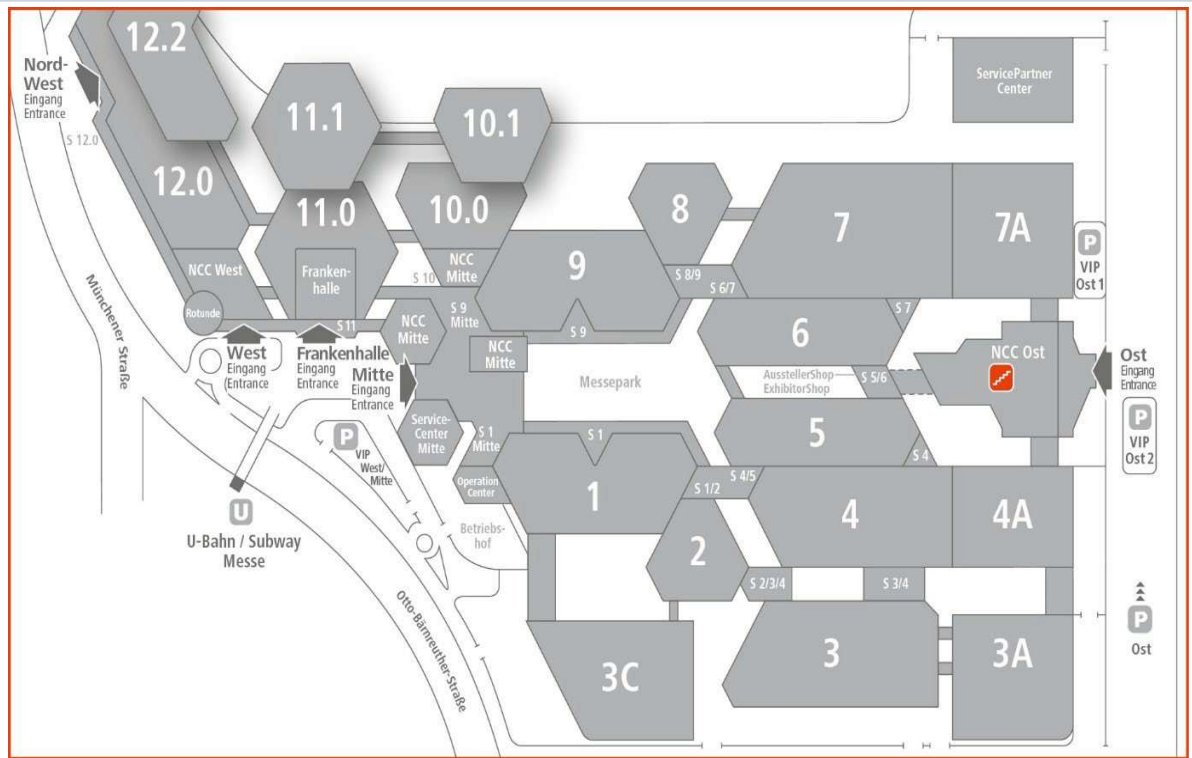 12.2
Nord-
West
Eingang
Entrance
S 12.0
12.0
11.1
10.1
ServicePartner
Center
11.0
10.0
8
7
7A
P
VIP
Ost 1
NCC West
Franken-
halle
S 10
NCC
Mitte
9
S 8/9
S 6/7
Rotunde
S 11
NCC
Mitte
S 9
Mitte
S 9
NCC
Mitte
6
S 7
NCC Ost
Ost
Eingang
Entrance
P
VIP
Ost 2
West
Eingang
(Entrance
Frankenhalle
Eingang
Entrance
Mitte
Eingang
Entrance
Messepark
AusstellerShop
ExhibitorShop
S 5/6
Münchener Straße
Service-
Center
Mitte
S 1
Mitte
S 1
5
S 4
P
VIP
West/
Mitte
Operation
Center
1
S 1/2
S 4/5
4
4A
U
U-Bahn / Subway
Messe
Betriebs-
hof
2
S 2/3/4
S 3/4
Otto-Bärnreuther-Straße
3C
3
3A
P
Ost